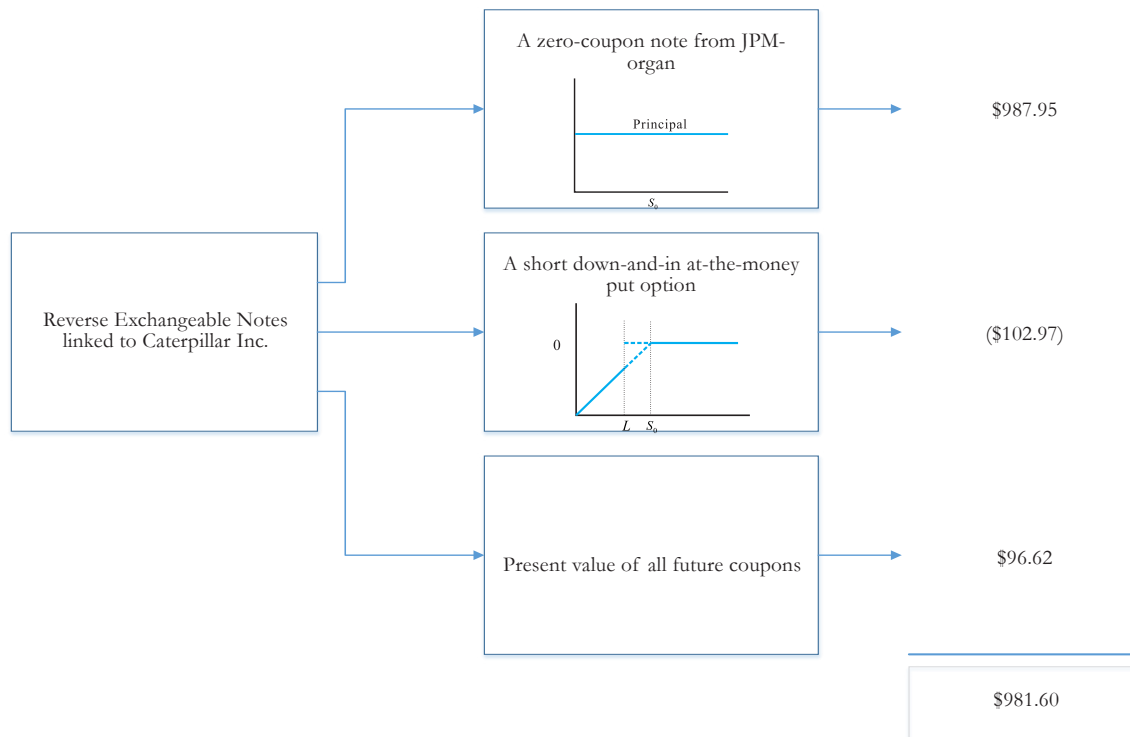 A zero-coupon note from JPM-
organ
Principal
S₀
$987.95
Reverse Exchangeable Notes
linked to Caterpillar Inc.
A short down-and-in at-the-money
put option
0
L S₀
($102.97)
Present value of all future coupons
$96.62
$981.60